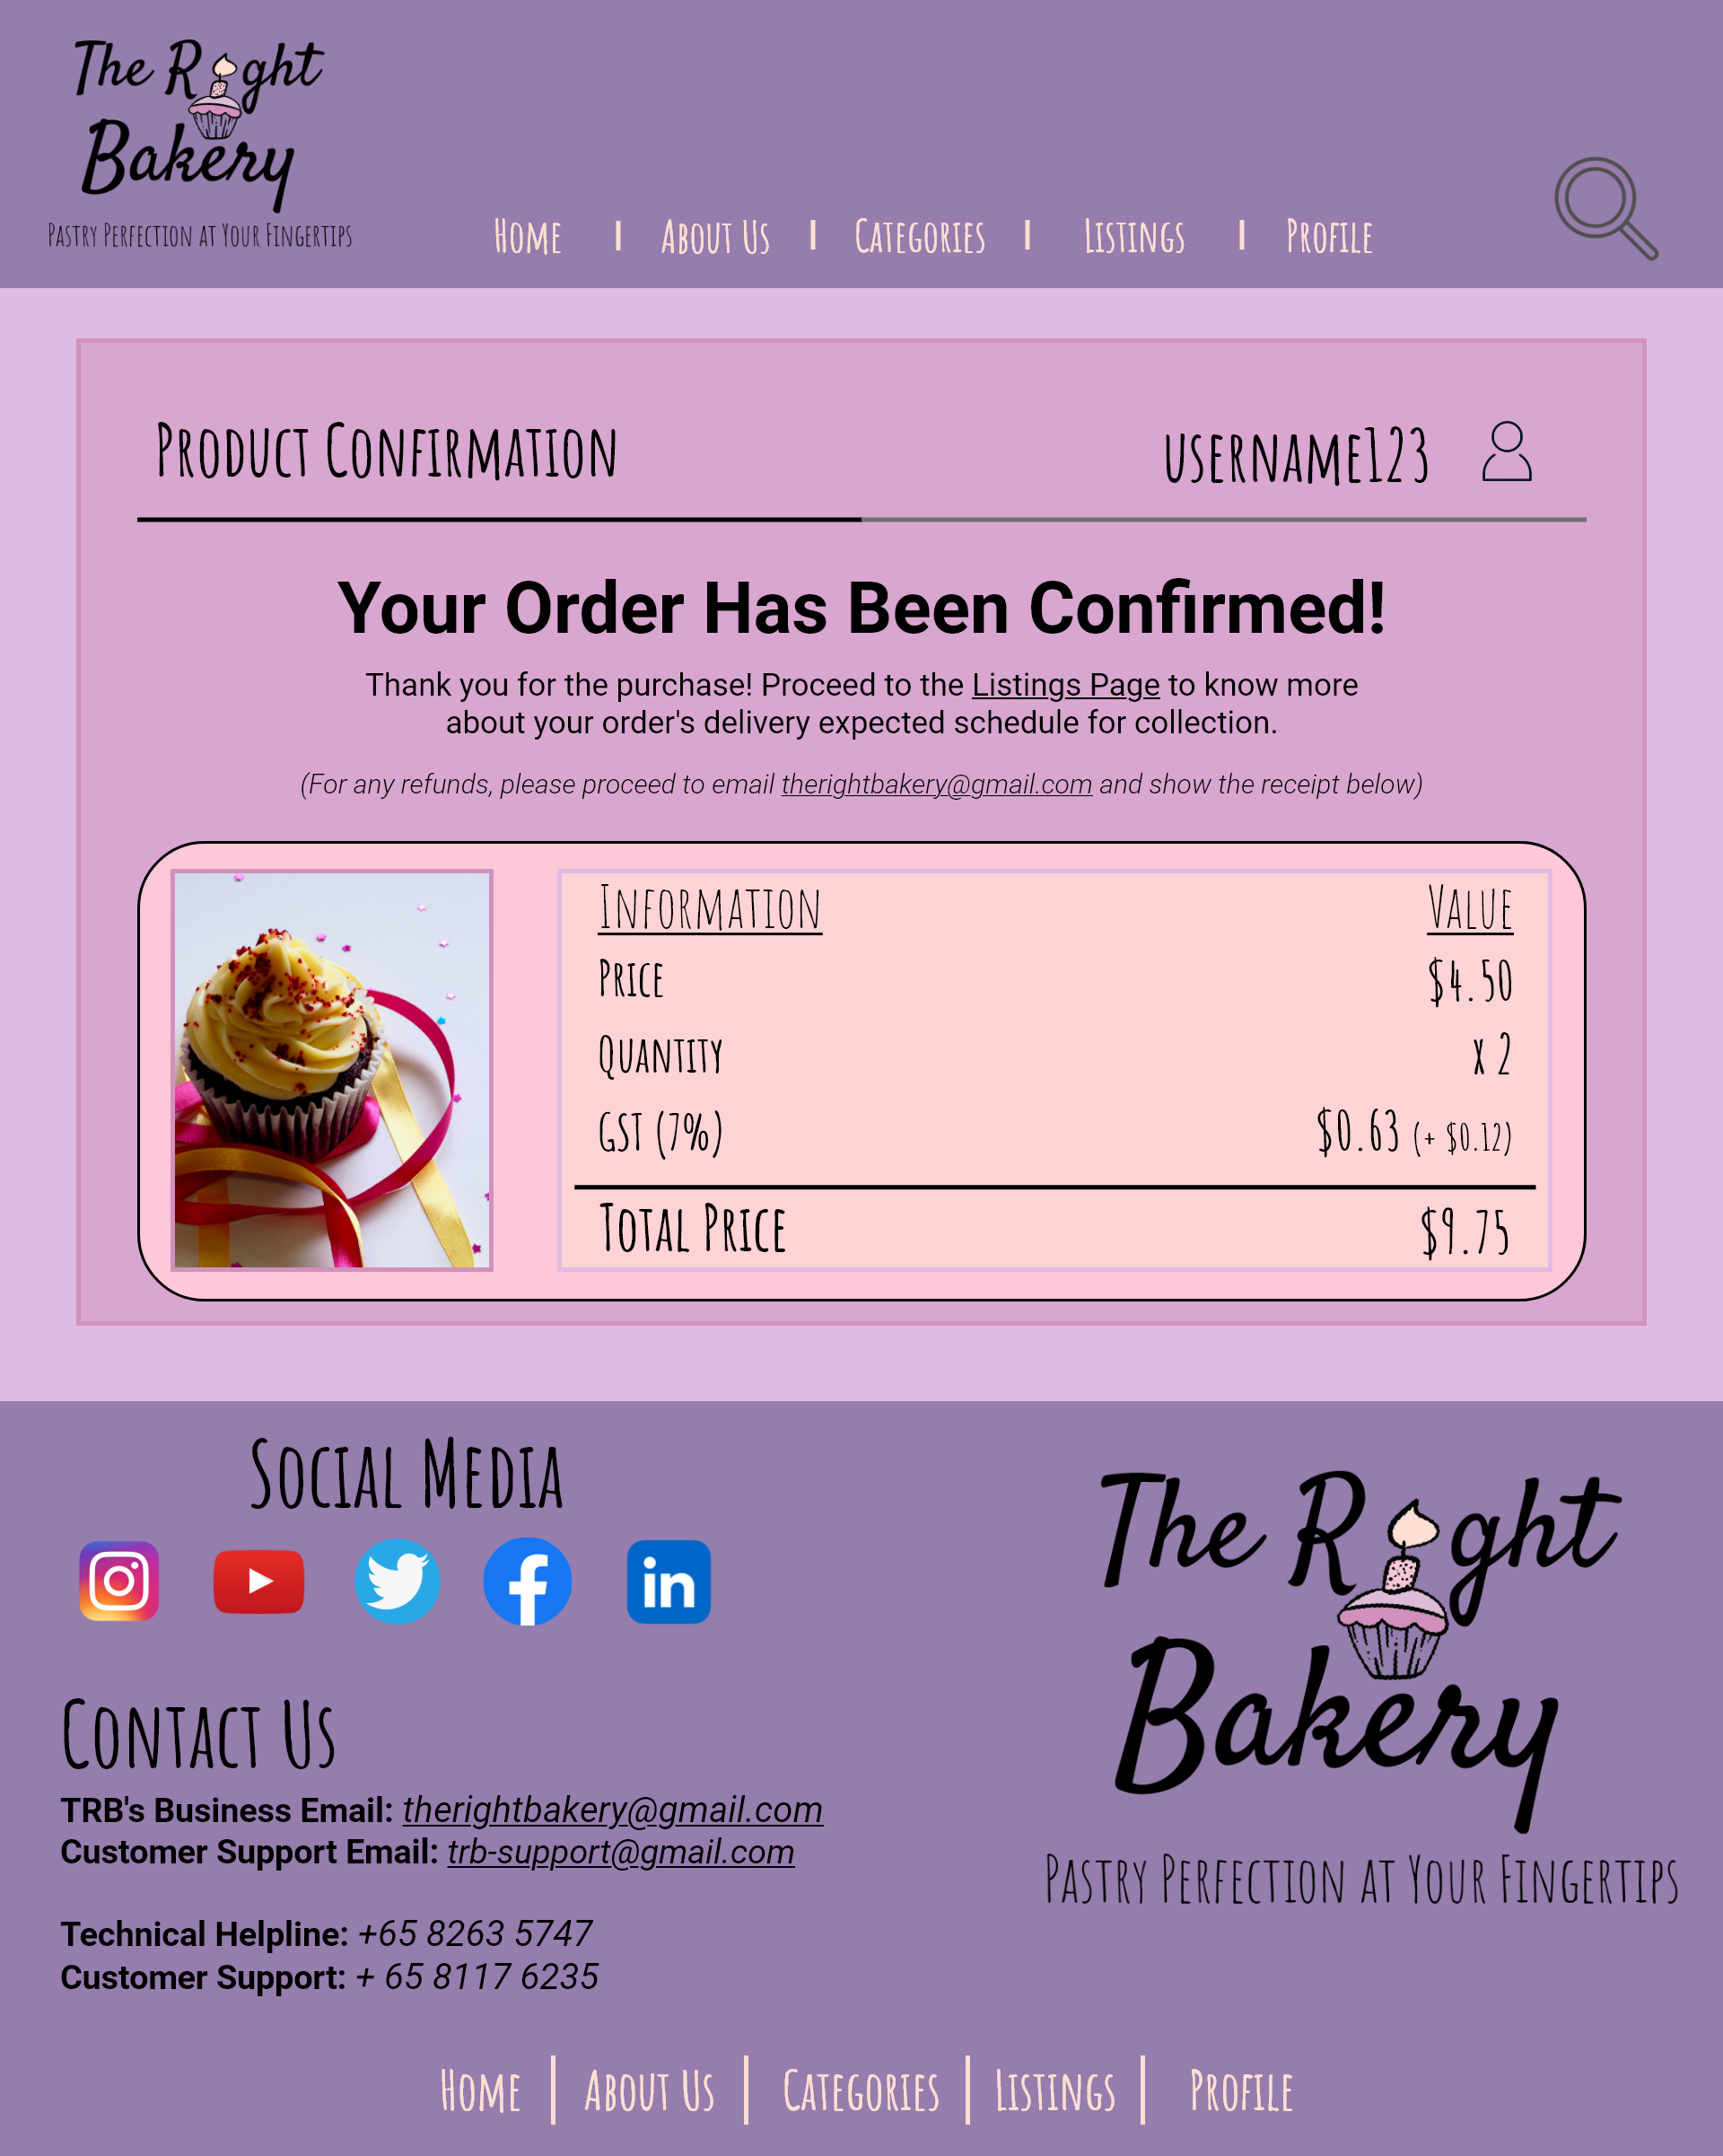 The Right
Bakery
Pastry Perfection at Your Fingertips
Home | About Us | Categories | Listings | Profile
Product Confirmation
username123
Your Order Has Been Confirmed!
Thank you for the purchase! Proceed to the Listings Page to know more
about your order's delivery expected schedule for collection.
(For any refunds, please proceed to email therightbakery@gmail.com and show the receipt below)
Information Value
Price $4.50
Quantity x 2
GST (7%) $0.63 (+ $0.12)
Total Price $9.75
Social Media
in
Contact Us
TRB's Business Email: therightbakery@gmail.com
Customer Support Email: trb-support@gmail.com
Technical Helpline: +65 8263 5747
Customer Support: + 65 8117 6235
The Right
Bakery
Pastry Perfection at Your Fingertips
Home | About Us | Categories | Listings | Profile